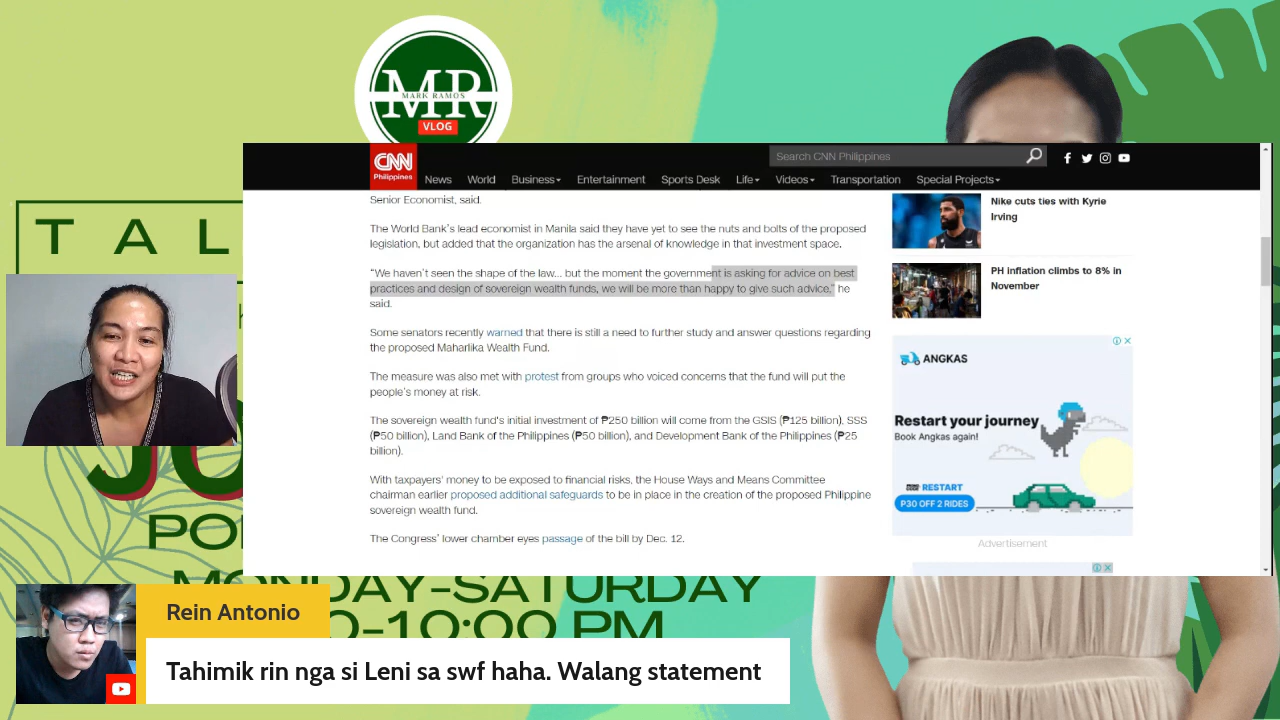 MR
MARK RAMOS
VLOG
TAL
CNN
Philippines
Search CNN Philippines
News World Business Entertainment Sports Desk Life Videos Transportation Special Projects
Senior Economist, said.
The World Bank's lead economist in Manila said they have yet to see the nuts and bolts of the proposed
legislation, but added that the organization has the arsenal of knowledge in that investment space.
"We haven't seen the shape of the law... but the moment the government is asking for advice on best
practices and design of sovereign wealth funds, we will be more than happy to give such advice," he
said.
Some senators recently warned that there is still a need to further study and answer questions regarding
the proposed Maharlika Wealth Fund.
The measure was also met with protest from groups who voiced concerns that the fund will put the
people's money at risk.
The sovereign wealth fund's initial investment of ₱250 billion will come from the GSIS (₱125 billion), SSS
(₱50 billion), Land Bank of the Philippines (₱50 billion), and Development Bank of the Philippines (₱25
billion).
With taxpayers' money to be exposed to financial risks, the House Ways and Means Committee
chairman earlier proposed additional safeguards to be in place in the creation of the proposed Philippine
sovereign wealth fund.
The Congress' lower chamber eyes passage of the bill by Dec. 12.
Nike cuts ties with Kyrie
Irving
PH inflation climbs to 8% in
November
ANGKAS
Restart your journey
Book Angkas again!
RESTART
P30 OFF 2 RIDES
Advertisement
JO
PO
MONDAY-SATURDAY
0-10:00 PM
Rein Antonio
Tahimik rin nga si Leni sa swf haha. Walang statement